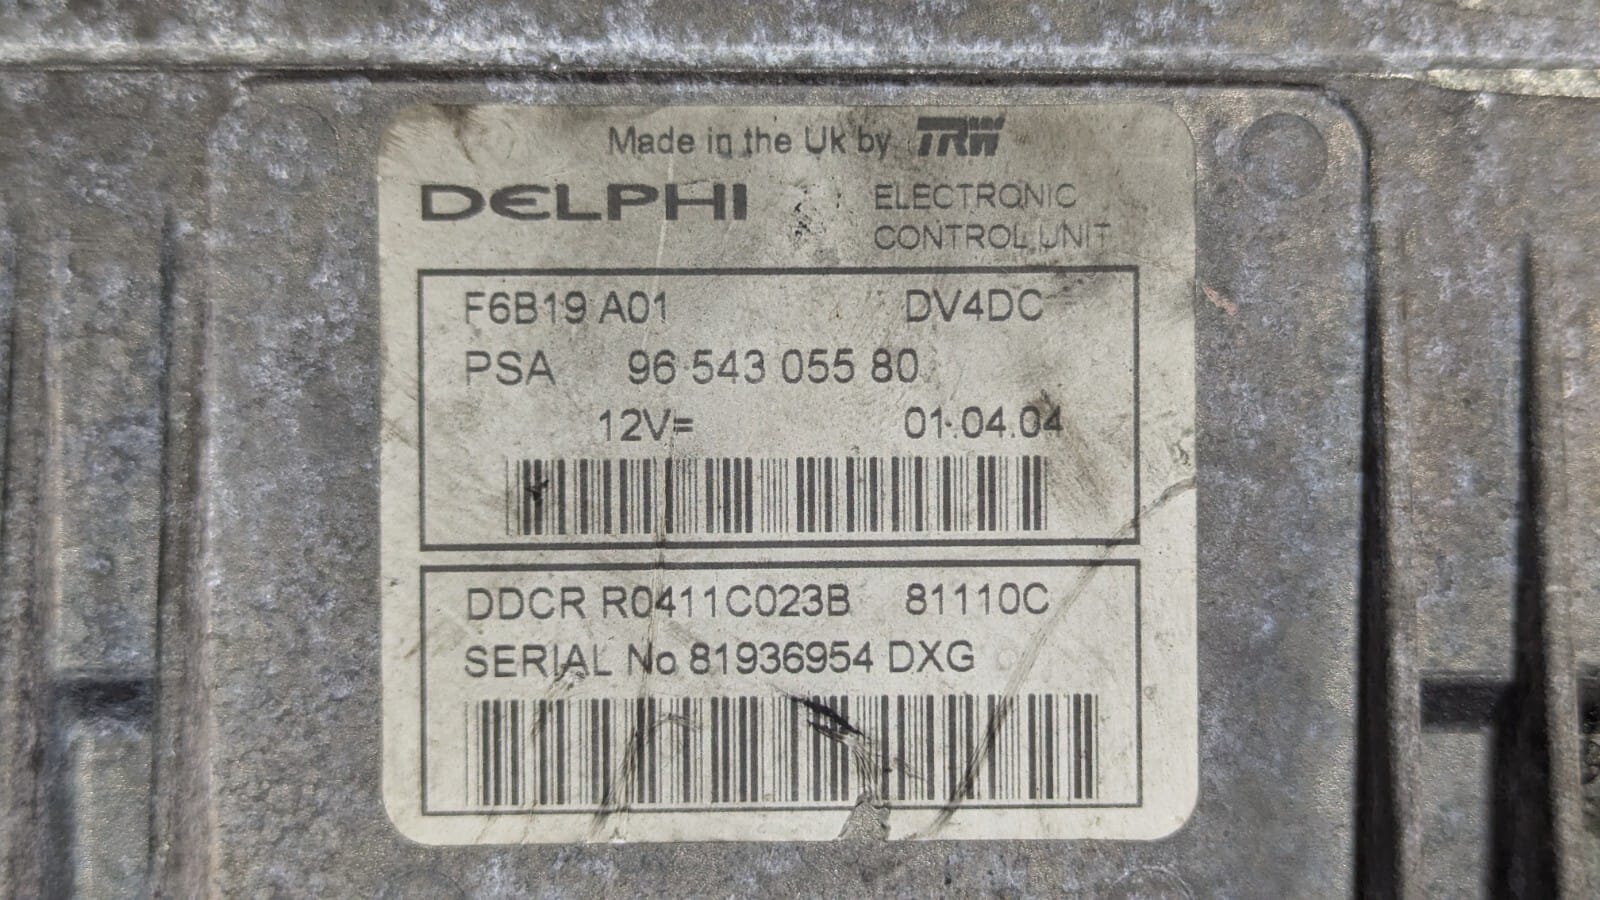 Made in the Uk by TRW
DELPHI
ELECTRONIC
CONTROL UNIT
F6B19 A01 DV4DC
PSA 96 543 055 80
12V= 01.04.04
DDCR R0411C023B 81110C
SERIAL No 81936954 DXG